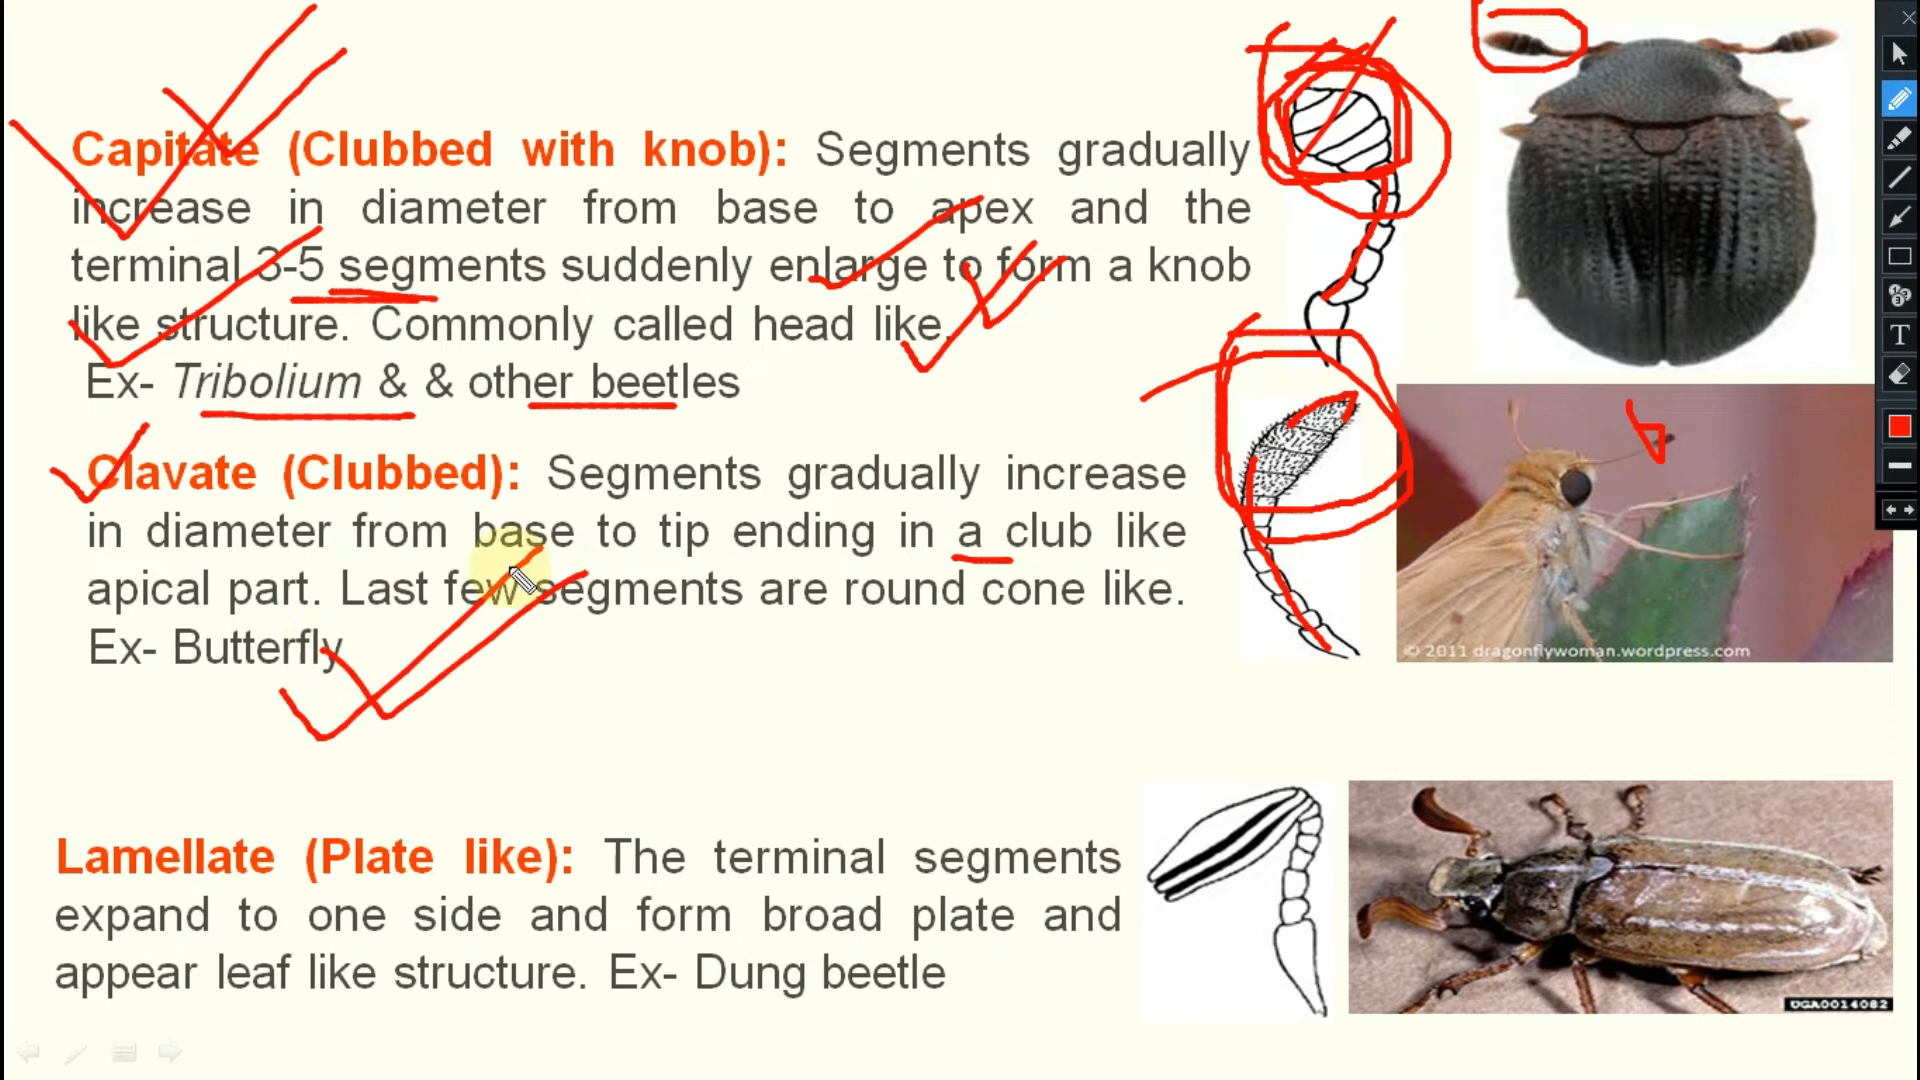 Capitate (Clubbed with knob): Segments gradually
increase in diameter from base to apex and the
terminal 3-5 segments suddenly enlarge to form a knob
like structure. Commonly called head like.
Ex- Tribolium & & other beetles
Clavate (Clubbed): Segments gradually increase
in diameter from base to tip ending in a club like
apical part. Last few segments are round cone like.
Ex- Butterfly
© 2011 dragonflywoman.wordpress.com
Lamellate (Plate like): The terminal segments
expand to one side and form broad plate and
appear leaf like structure. Ex- Dung beetle
UGA0014082